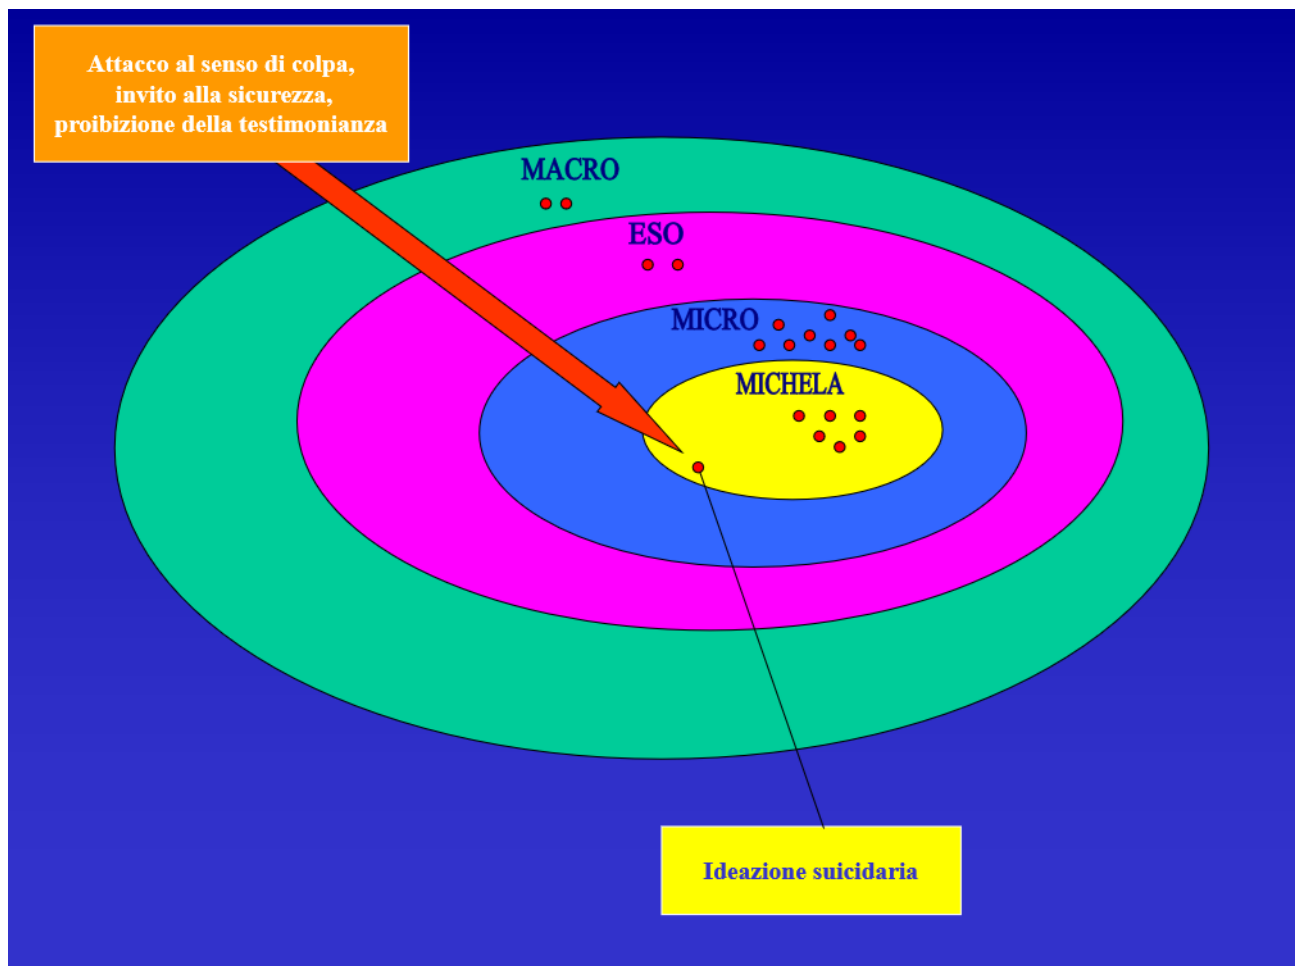 Attacco al senso di colpa,
invito alla sicurezza,
proibizione della testimonianza
MACRO
ESO
MICRO
MICHELA
Ideazione suicidaria